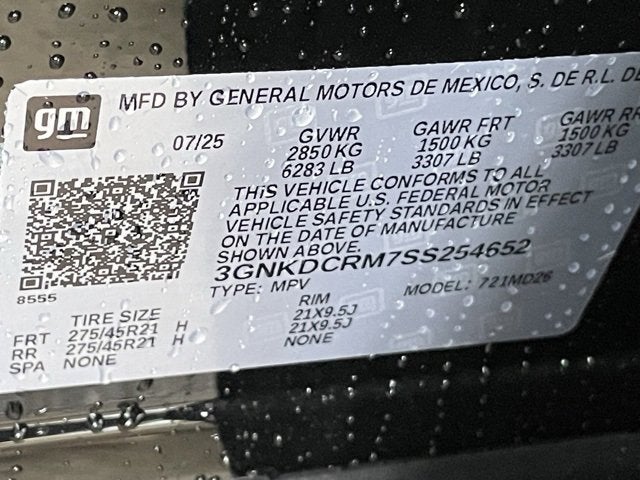 gm MFD BY GENERAL MOTORS DE MEXICO, S. DE R.L. DE
07/25 GVWR GAWR FRT GAWR RR
2850 KG 1500 KG 1500 KG
6283 LB 3307 LB 3307 LB
THIS VEHICLE CONFORMS TO ALL
APPLICABLE U.S. FEDERAL MOTOR
VEHICLE SAFETY STANDARDS IN EFFECT
ON THE DATE OF MANUFACTURE
SHOWN ABOVE.
3GNKDCRM7SS254652
8555
TYPE: MPV MODEL: 721MD26
TIRE SIZE RIM
FRT 275/45R21 H 21X9.5J
RR 275/45R21 H 21X9.5J
SPA NONE NONE